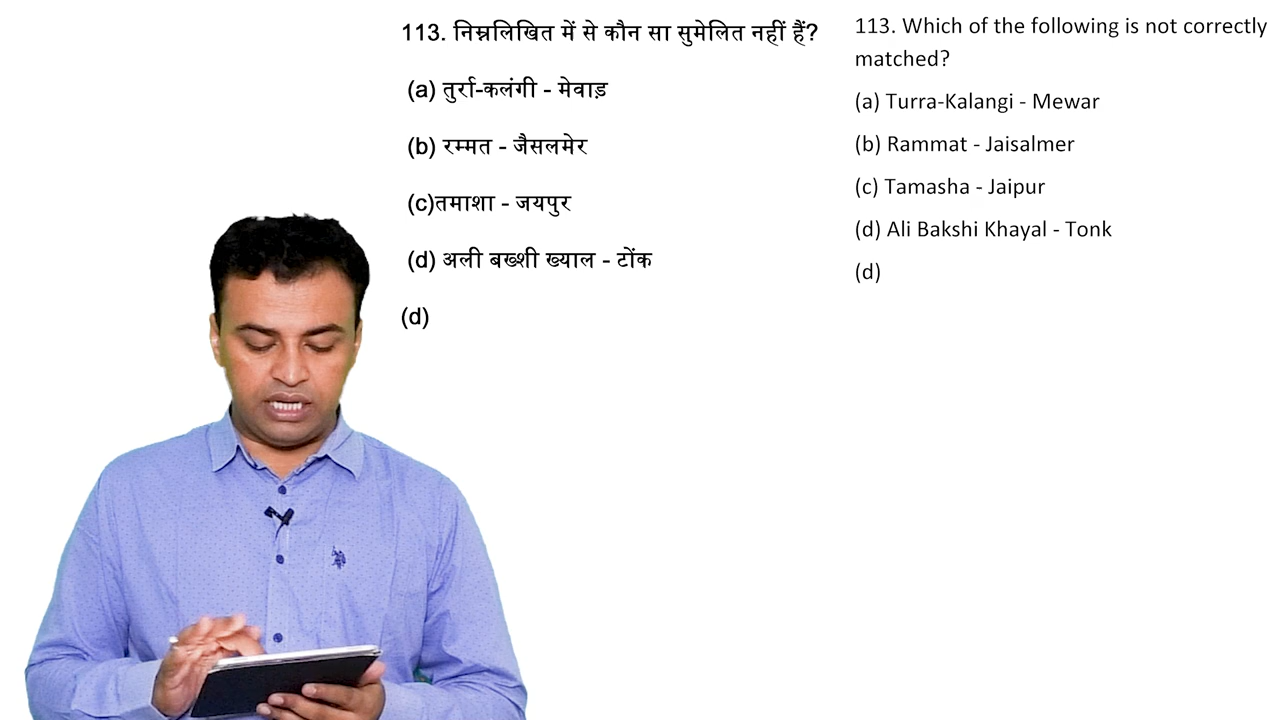 113. निम्नलिखित में से कौन सा सुमेलित नहीं हैं?
(a) तुर्रा-कलंगी - मेवाड़
(b) रम्मत - जैसलमेर
(c)तमाशा - जयपुर
(d) अली बख्शी ख्याल - टोंक
(d)
113. Which of the following is not correctly
matched?
(a) Turra-Kalangi - Mewar
(b) Rammat - Jaisalmer
(c) Tamasha - Jaipur
(d) Ali Bakshi Khayal - Tonk
(d)